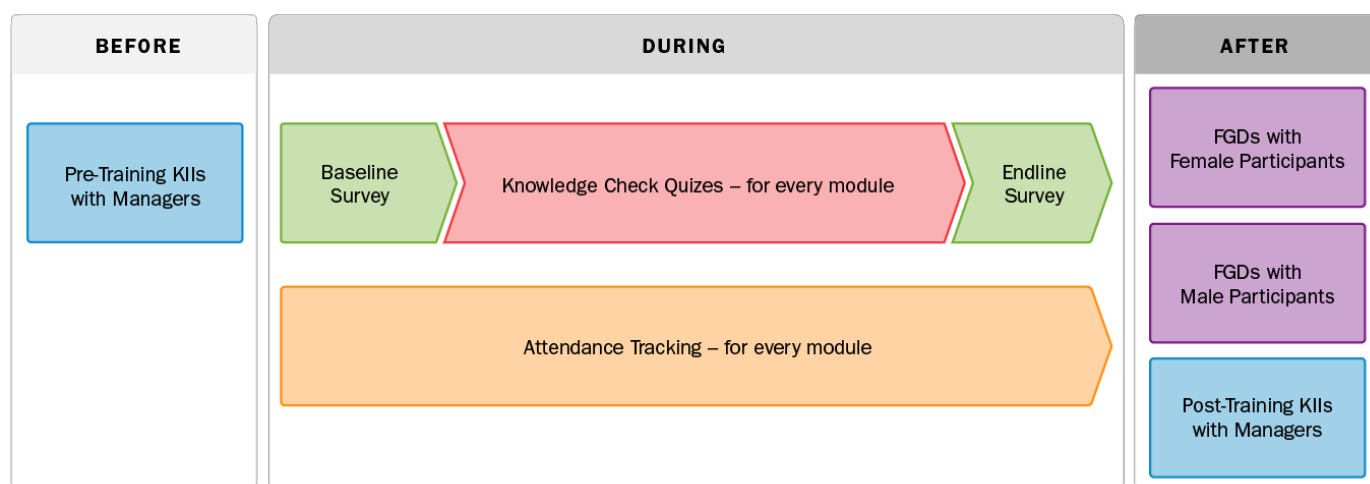 BEFORE
DURING
AFTER
Pre-Training KIIs
with Managers
Baseline
Survey
Knowledge Check Quizes – for every module
Endline
Survey
Attendance Tracking – for every module
FGDs with
Female Participants
FGDs with
Male Participants
Post-Training KIIs
with Managers